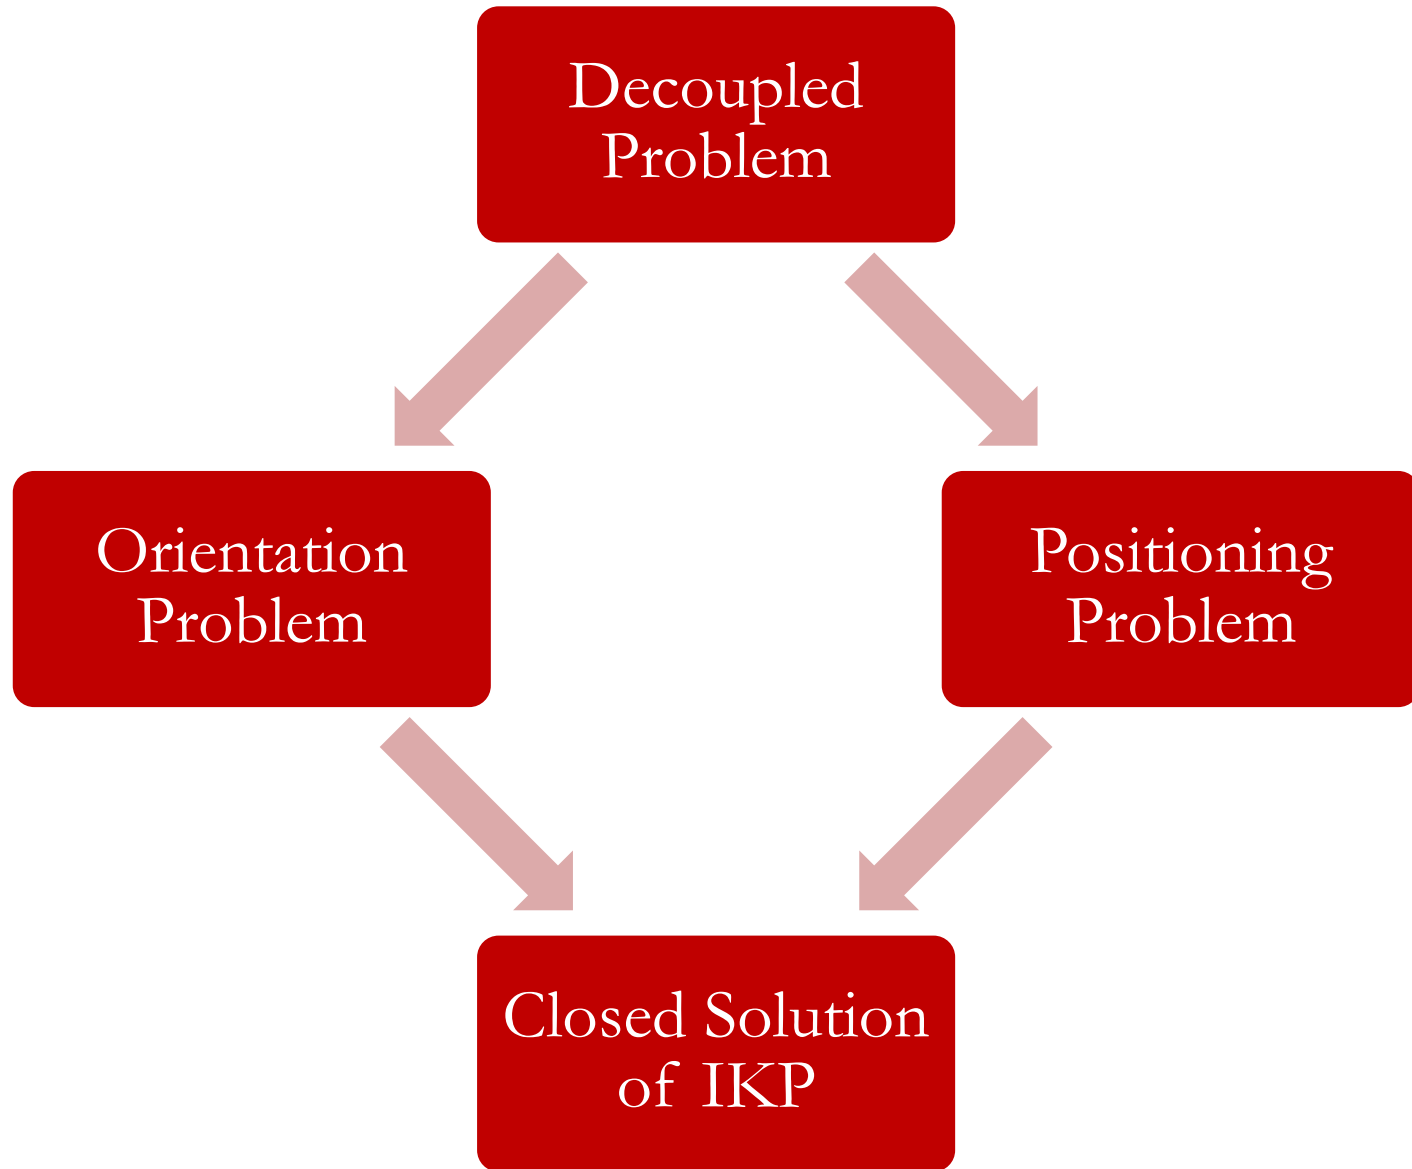 Decoupled
Problem
Orientation
Problem
Positioning
Problem
Closed Solution
of IKP